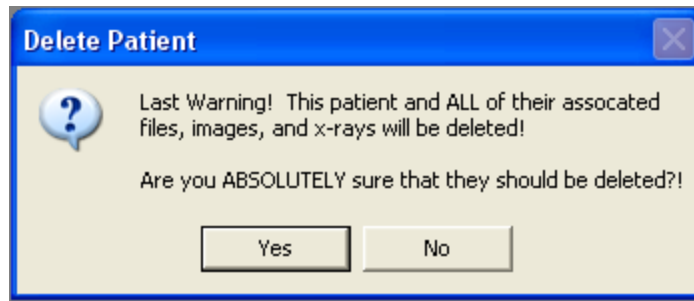 Delete Patient
Last Warning!  This patient and ALL of their assocated
files, images, and x-rays will be deleted!
Are you ABSOLUTELY sure that they should be deleted?!
Yes
No